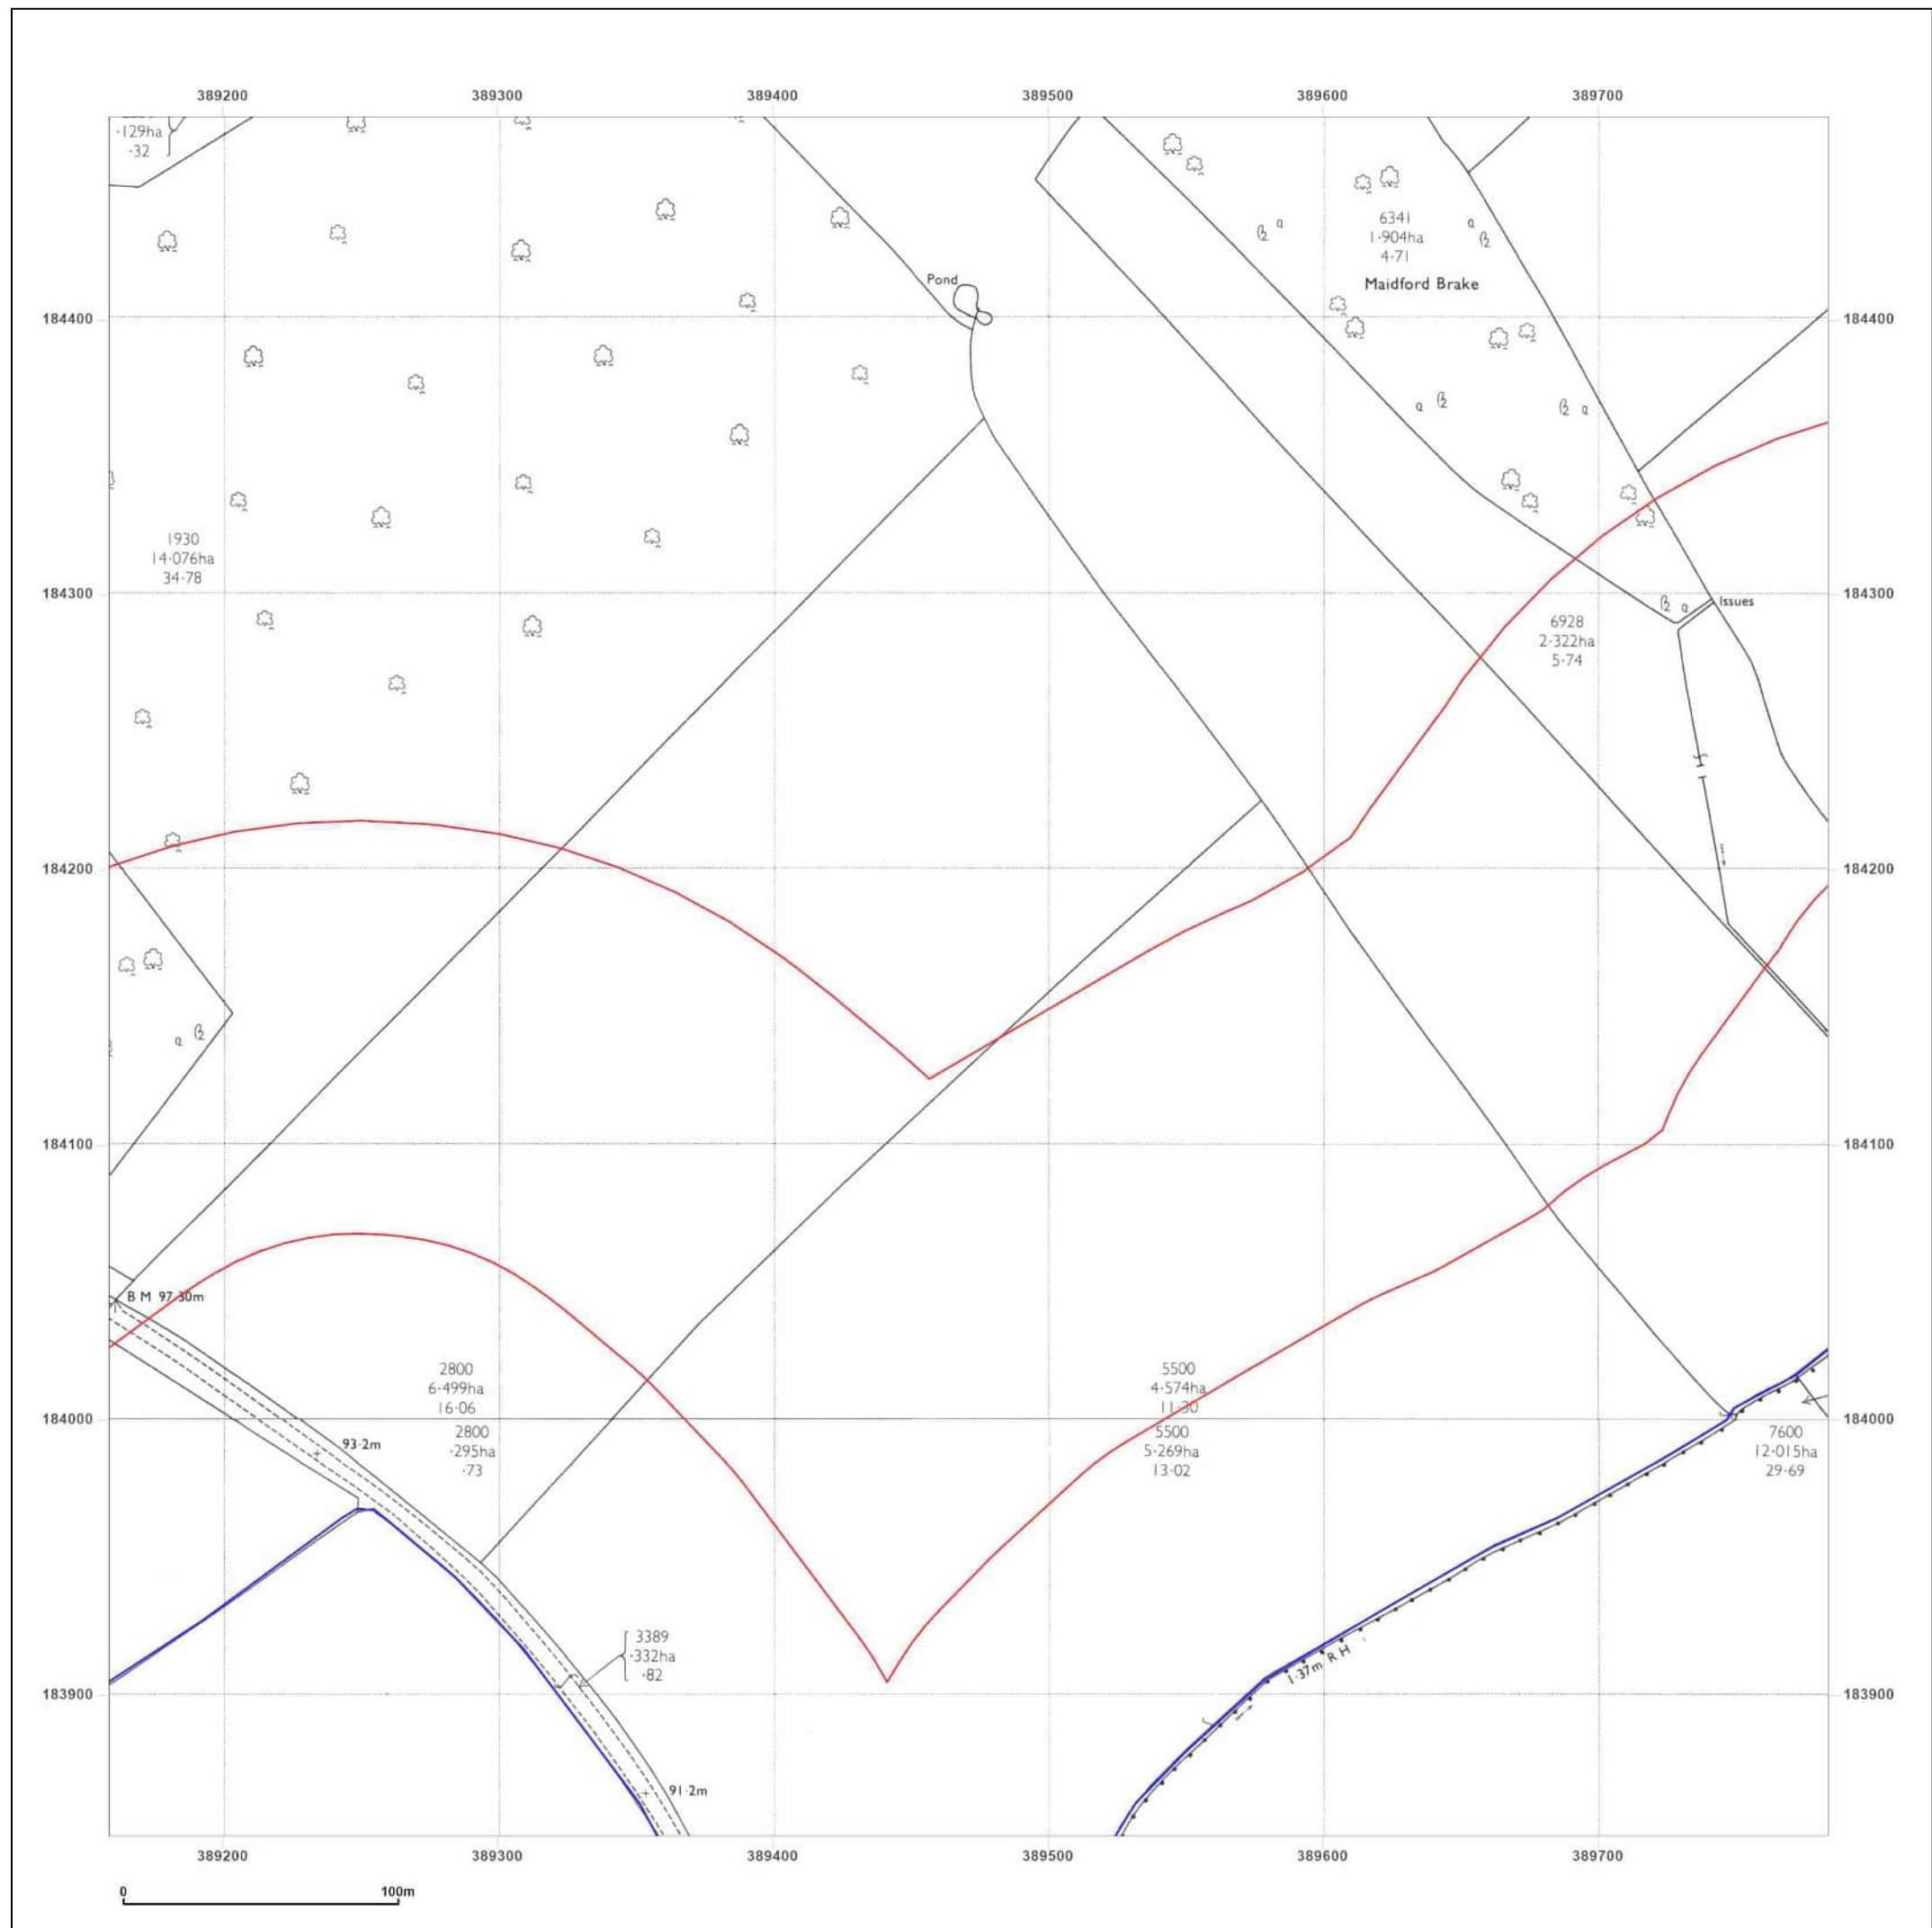 389200 389300 389400 389500 389600 389700
·129ha
·32
6341
1·904ha
4·71
Maidford Brake
Pond
184400 184400
1930
14·076ha
34·78
184300 184300
Issues
6928
2·322ha
5·74
184200 184200
184100 184100
B M 97·30m
2800
6·499ha
16·06
5500
4·574ha
11·30
184000 184000
2800
·295ha
·73
93·2m
5500
5·269ha
13·02
7600
12·015ha
29·69
3389
·332ha
·82
1·37m R H
183900 183900
91·2m
389200 389300 389400 389500 389600 389700
0 100m